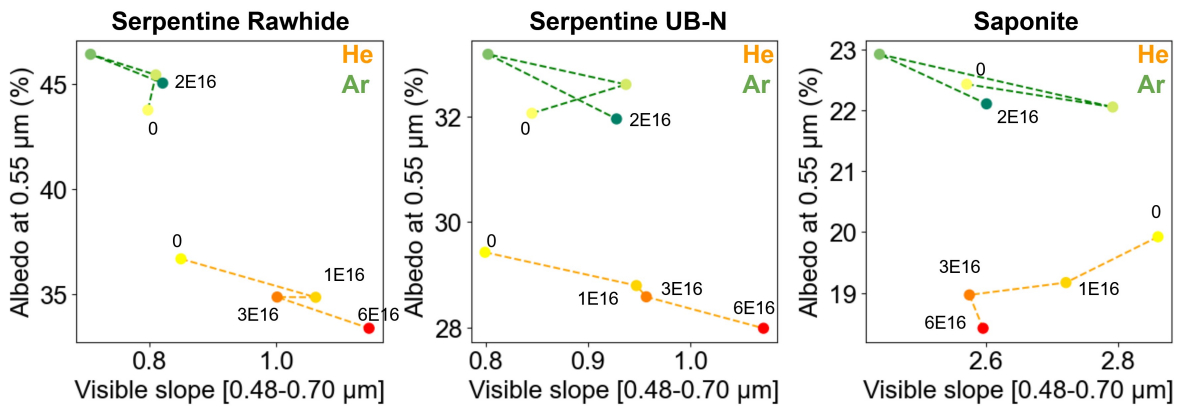 Serpentine Rawhide
He
Ar
2E16
0
0
1E16
3E16
6E16
45
40
35
0.8
1.0
Albedo at 0.55 μm (%)
Visible slope [0.48-0.70 μm]
Serpentine UB-N
He
Ar
0
2E16
0
1E16
3E16
6E16
32
30
28
0.8
0.9
1.0
Albedo at 0.55 μm (%)
Visible slope [0.48-0.70 μm]
Saponite
He
Ar
0
2E16
0
3E16
1E16
6E16
23
22
21
20
19
2.6
2.8
Albedo at 0.55 μm (%)
Visible slope [0.48-0.70 μm]